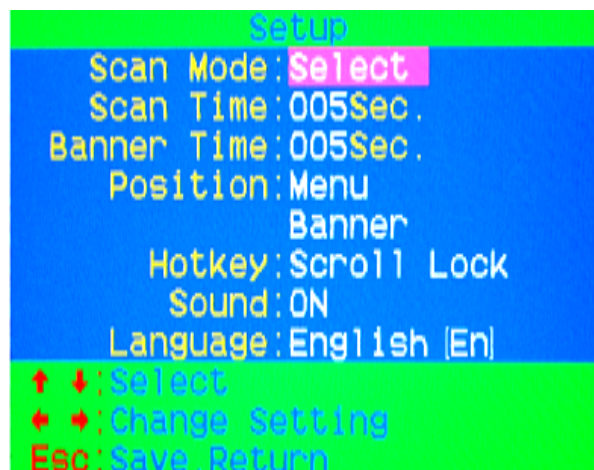 Setup
Scan Mode:Select
Scan Time:005Sec.
Banner Time:005Sec.
Position:Menu
Banner
Hotkey:Scroll Lock
Sound:ON
Language:English [En]
↑ ↓:Select
← →:Change Setting
Esc:Save,Return